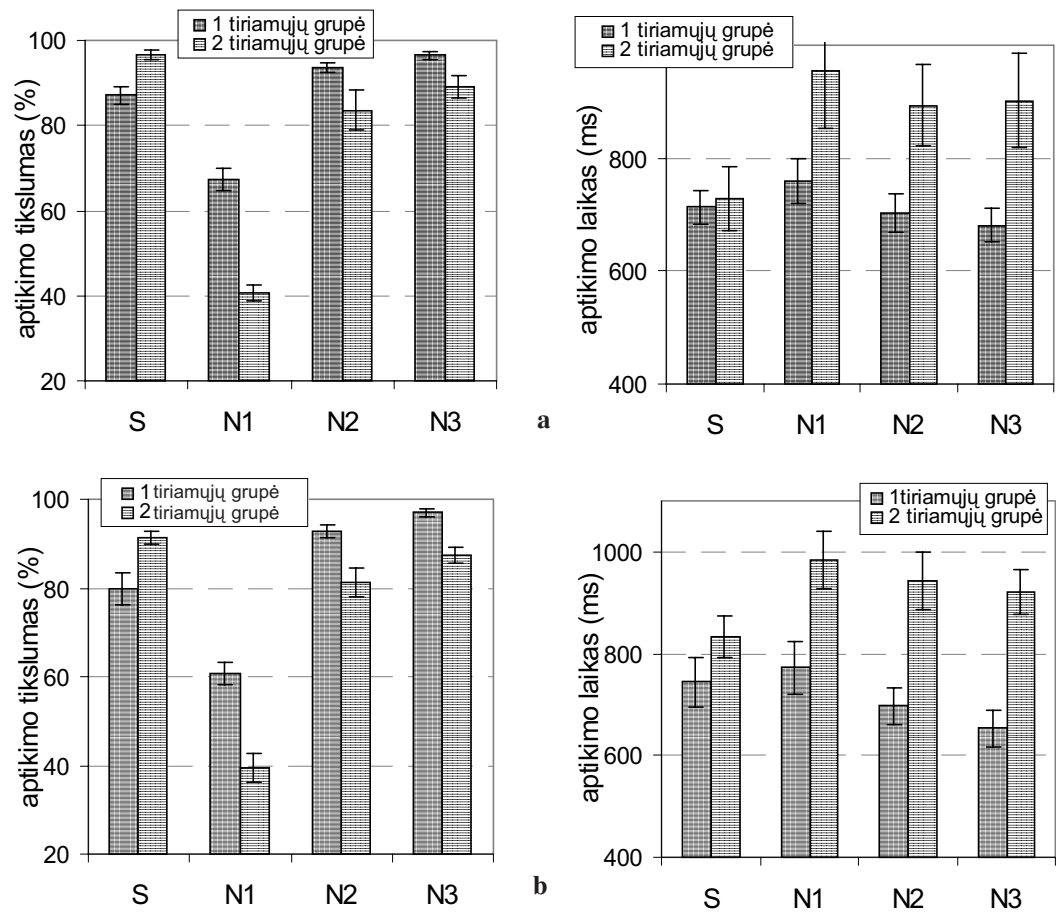 1 tiriamųjų grupė
2 tiriamųjų grupė
aptikimo tikslumas (%)
100
80
60
40
20
S N1 N2 N3
1 tiriamųjų grupė
2 tiriamųjų grupė
aptikimo laikas (ms)
800
600
400
S N1 N2 N3
a
1 tiriamųjų grupė
2 tiriamųjų grupė
aptikimo tikslumas (%)
100
80
60
40
20
S N1 N2 N3
1tiriamųjų grupė
2 tiriamųjų grupė
aptikimo laikas (ms)
1000
800
600
400
S N1 N2 N3
b